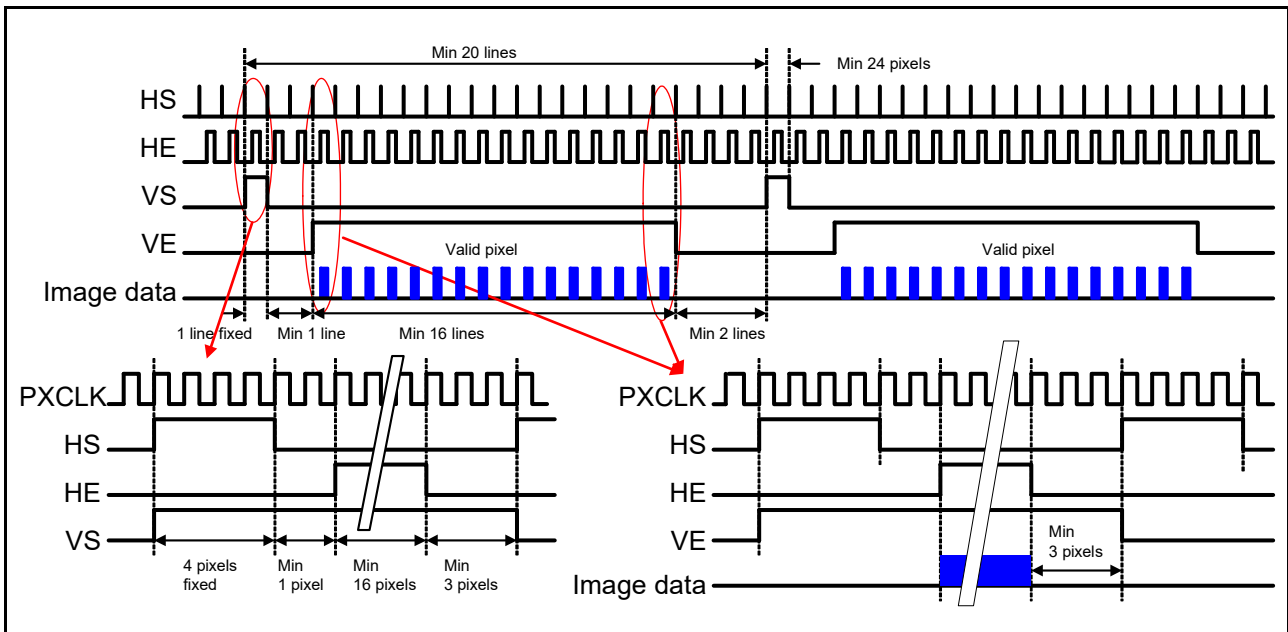 Min 20 lines
Min 24 pixels
HS
HE
VS
VE
Valid pixel
Valid pixel
Image data
1 line fixed
Min 1 line
Min 16 lines
Min 2 lines
PXCLK
HS
HE
VS
4 pixels
fixed
Min
1 pixel
Min
16 pixels
Min
3 pixels
PXCLK
HS
HE
VE
Min
3 pixels
Image data